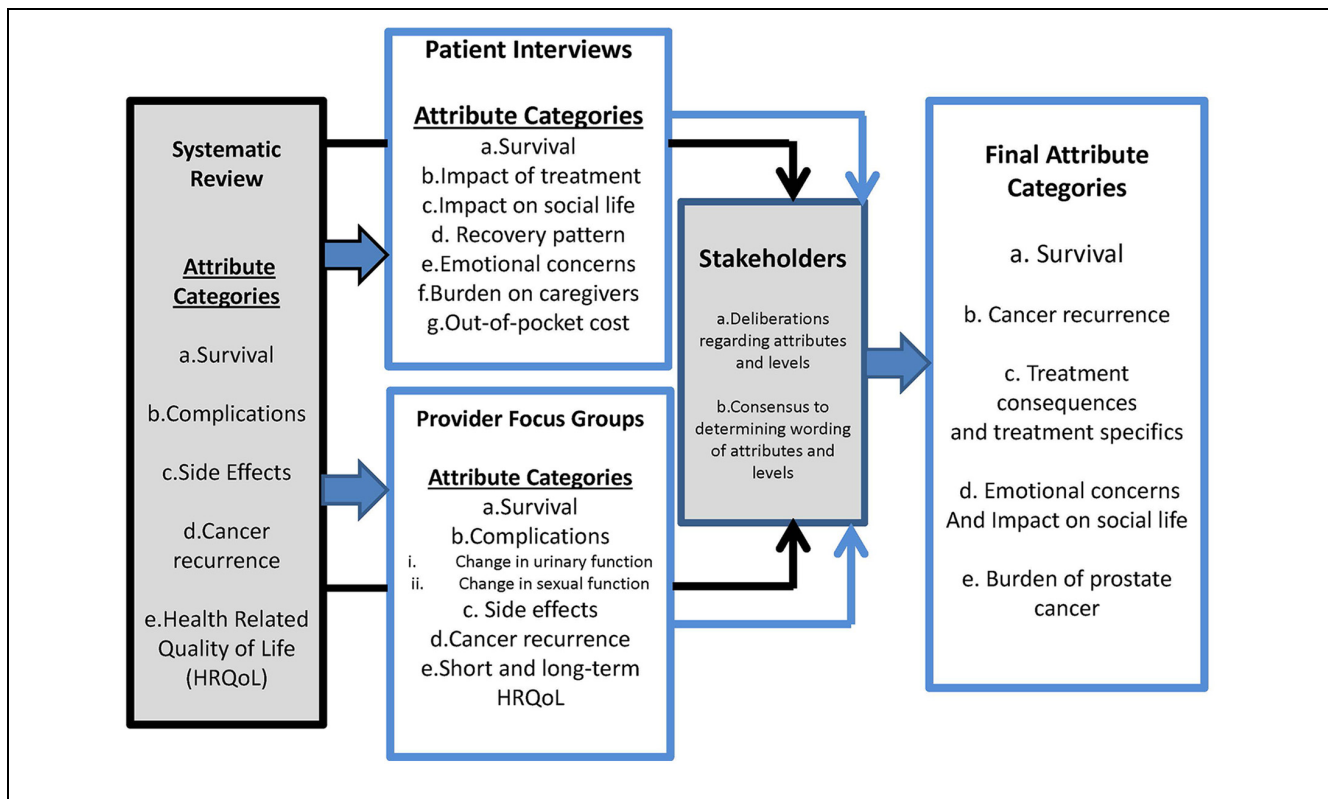 Systematic
Review
Attribute
Categories
a.Survival
b.Complications
c.Side Effects
d.Cancer
recurrence
e.Health Related
Quality of Life
(HRQoL)
Patient Interviews
Attribute Categories
a.Survival
b.Impact of treatment
c.Impact on social life
d. Recovery pattern
e.Emotional concerns
f.Burden on caregivers
g.Out-of-pocket cost
Provider Focus Groups
Attribute Categories
a.Survival
b.Complications
i. Change in urinary function
ii. Change in sexual function
c. Side effects
d.Cancer recurrence
e.Short and long-term
HRQoL
Stakeholders
a.Deliberations
regarding attributes
and levels
b.Consensus to
determining wording
of attributes and
levels
Final Attribute
Categories
a. Survival
b. Cancer recurrence
c. Treatment
consequences
and treatment specifics
d. Emotional concerns
And Impact on social life
e. Burden of prostate
cancer